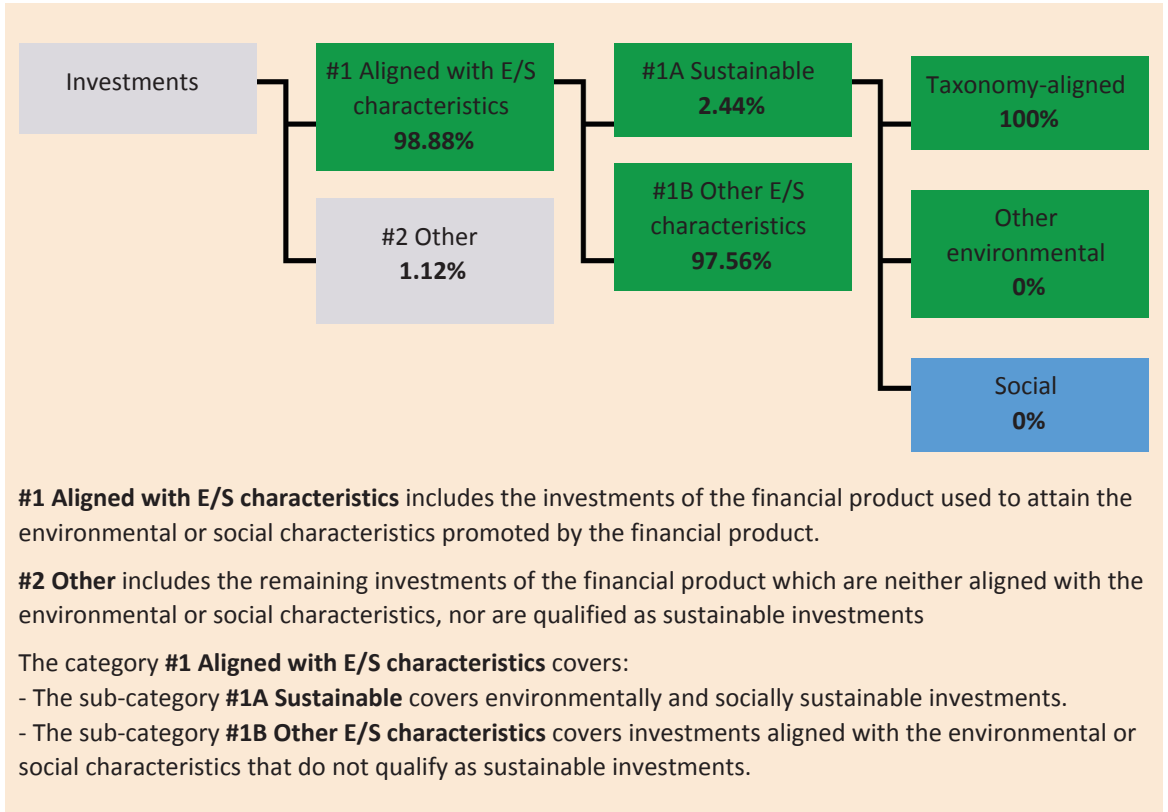 Investments
#1 Aligned with E/S
characteristics
98.88%
#2 Other
1.12%
#1A Sustainable
2.44%
#1B Other E/S
characteristics
97.56%
Taxonomy-aligned
100%
Other
environmental
0%
Social
0%
#1 Aligned with E/S characteristics includes the investments of the financial product used to attain the
environmental or social characteristics promoted by the financial product.
#2 Other includes the remaining investments of the financial product which are neither aligned with the
environmental or social characteristics, nor are qualified as sustainable investments
The category #1 Aligned with E/S characteristics covers:
- The sub-category #1A Sustainable covers environmentally and socially sustainable investments.
- The sub-category #1B Other E/S characteristics covers investments aligned with the environmental or
social characteristics that do not qualify as sustainable investments.